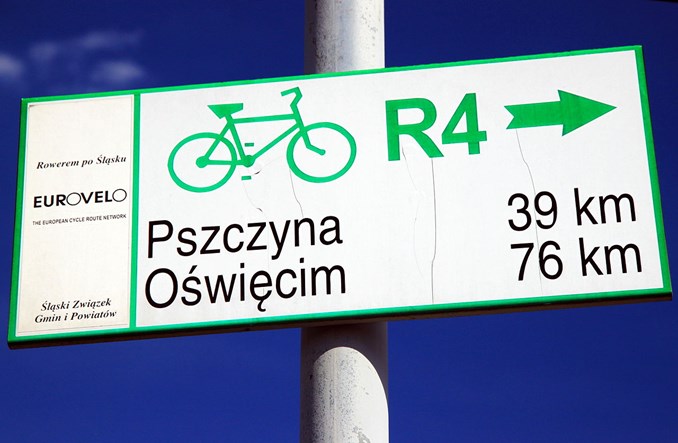 Rowerem po Śląsku
EUROVELO
THE EUROPEAN CYCLE ROUTE NETWORK
Śląski Związek
Gmin i Powiatów
R4
Pszczyna 39 km
Oświęcim 76 km